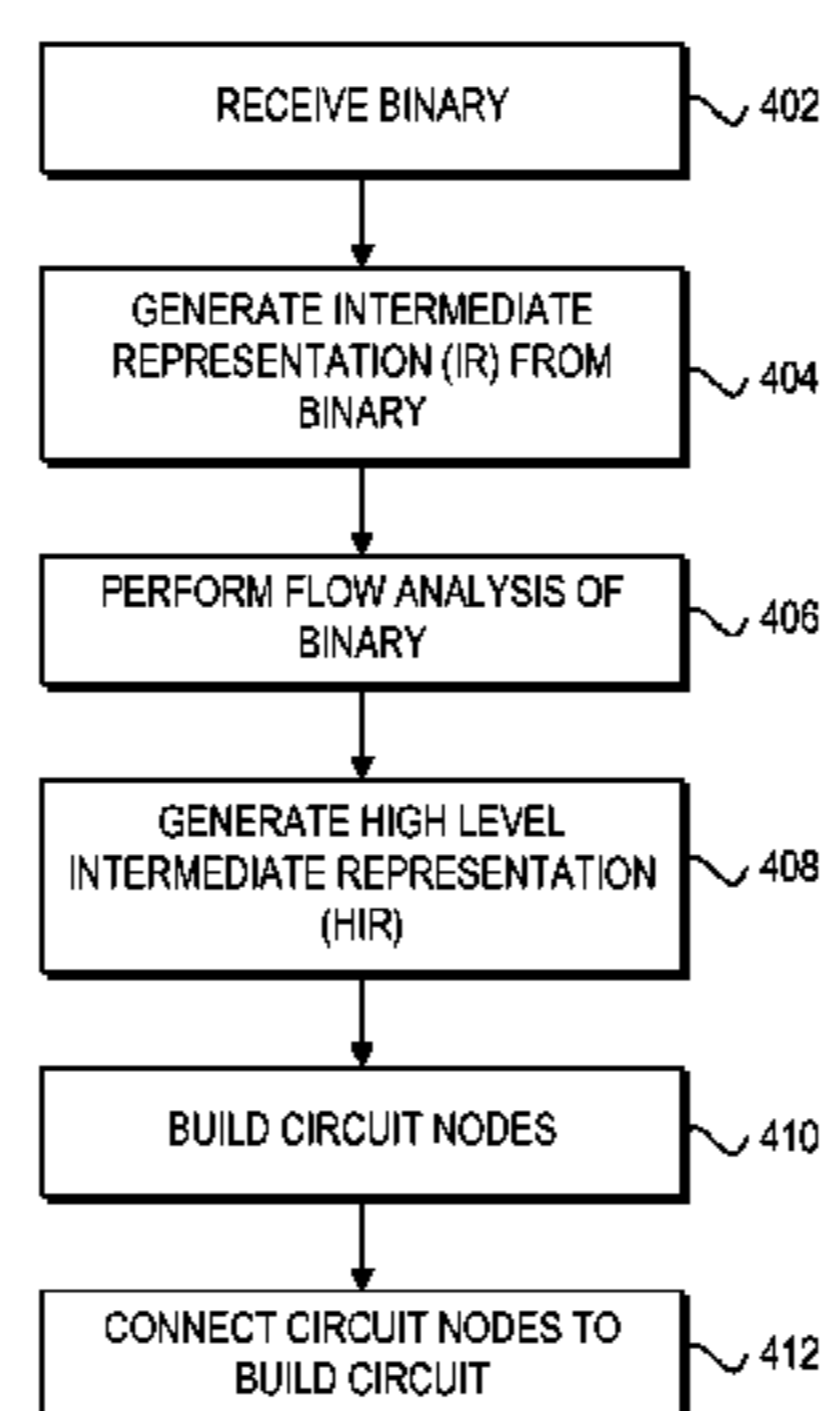 RECEIVE BINARY
402
GENERATE INTERMEDIATE
REPRESENTATION (IR) FROM
BINARY
404
PERFORM FLOW ANALYSIS OF
BINARY
406
GENERATE HIGH LEVEL
INTERMEDIATE REPRESENTATION
(HIR)
408
BUILD CIRCUIT NODES
410
CONNECT CIRCUIT NODES TO
BUILD CIRCUIT
412